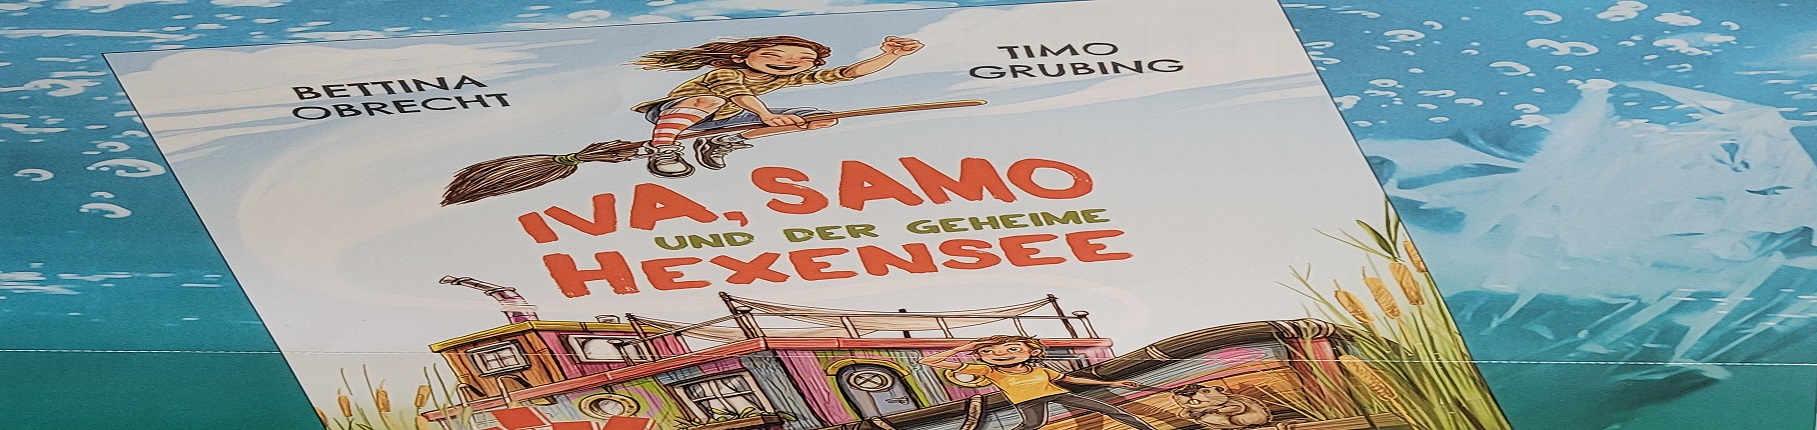 BETTINA
OBRECHT
TIMO
GRUBING
IVA, SAMO
UND DER GEHEIME
HEXENSEE